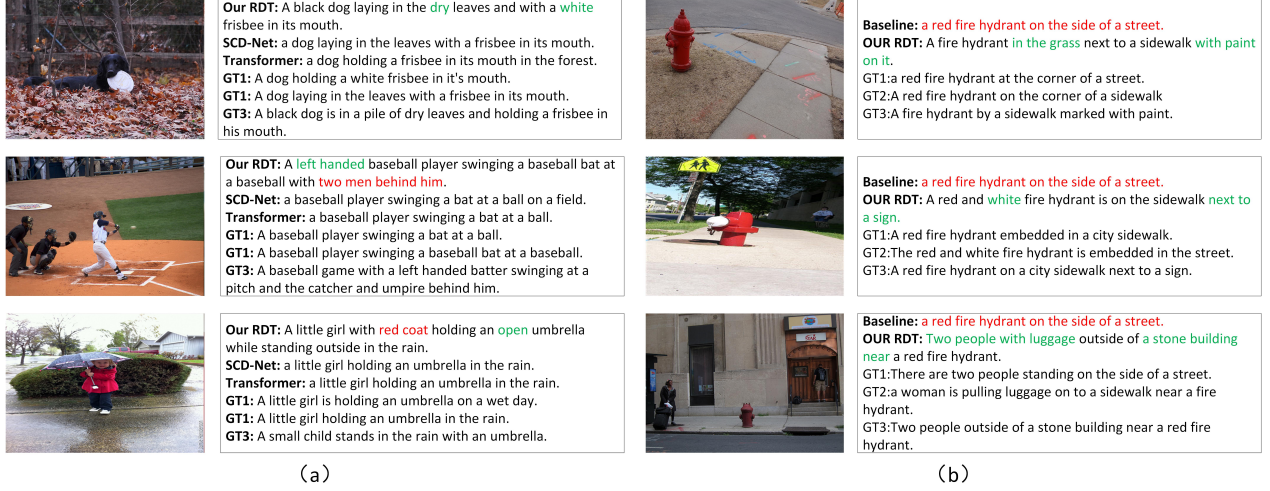 Our RDT: A black dog laying in the dry leaves and with a white
frisbee in its mouth.
SCD-Net: a dog laying in the leaves with a frisbee in its mouth.
Transformer: a dog holding a frisbee in its mouth in the forest.
GT1: A dog holding a white frisbee in it's mouth.
GT1: A dog laying in the leaves with a frisbee in its mouth.
GT3: A black dog is in a pile of dry leaves and holding a frisbee in
his mouth.
Our RDT: A left handed baseball player swinging a baseball bat at
a baseball with two men behind him.
SCD-Net: a baseball player swinging a bat at a ball on a field.
Transformer: a baseball player swinging a bat at a ball.
GT1: A baseball player swinging a bat at a ball.
GT1: A baseball player swinging a baseball bat at a baseball.
GT3: A baseball game with a left handed batter swinging at a
pitch and the catcher and umpire behind him.
Our RDT: A little girl with red coat holding an open umbrella
while standing outside in the rain.
SCD-Net: a little girl holding an umbrella in the rain.
Transformer: a little girl holding an umbrella in the rain.
GT1: A little girl is holding an umbrella on a wet day.
GT1: A little girl holding an umbrella in the rain.
GT3: A small child stands in the rain with an umbrella.
(a)
Baseline: a red fire hydrant on the side of a street.
OUR RDT: A fire hydrant in the grass next to a sidewalk with paint
on it.
GT1:a red fire hydrant at the corner of a street.
GT2:A red fire hydrant on the corner of a sidewalk
GT3:A fire hydrant by a sidewalk marked with paint.
Baseline: a red fire hydrant on the side of a street.
OUR RDT: A red and white fire hydrant is on the sidewalk next to
a sign.
GT1:A red fire hydrant embedded in a city sidewalk.
GT2:The red and white fire hydrant is embedded in the street.
GT3:A red fire hydrant on a city sidewalk next to a sign.
Baseline: a red fire hydrant on the side of a street.
OUR RDT: Two people with luggage outside of a stone building
near a red fire hydrant.
GT1:There are two people standing on the side of a street.
GT2:a woman is pulling luggage on to a sidewalk near a fire
hydrant.
GT3:Two people outside of a stone building near a red fire
hydrant.
(b)